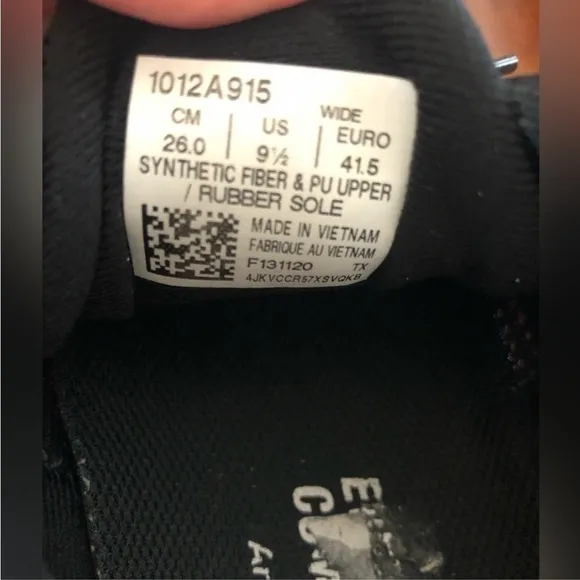 1012A915
WIDE
CM | US | EURO
26.0 | 9½ | 41.5
SYNTHETIC FIBER & PU UPPER
/ RUBBER SOLE
MADE IN VIETNAM
FABRIQUE AU VIETNAM
F131120 TX
4JKVCCR57XSVQKB